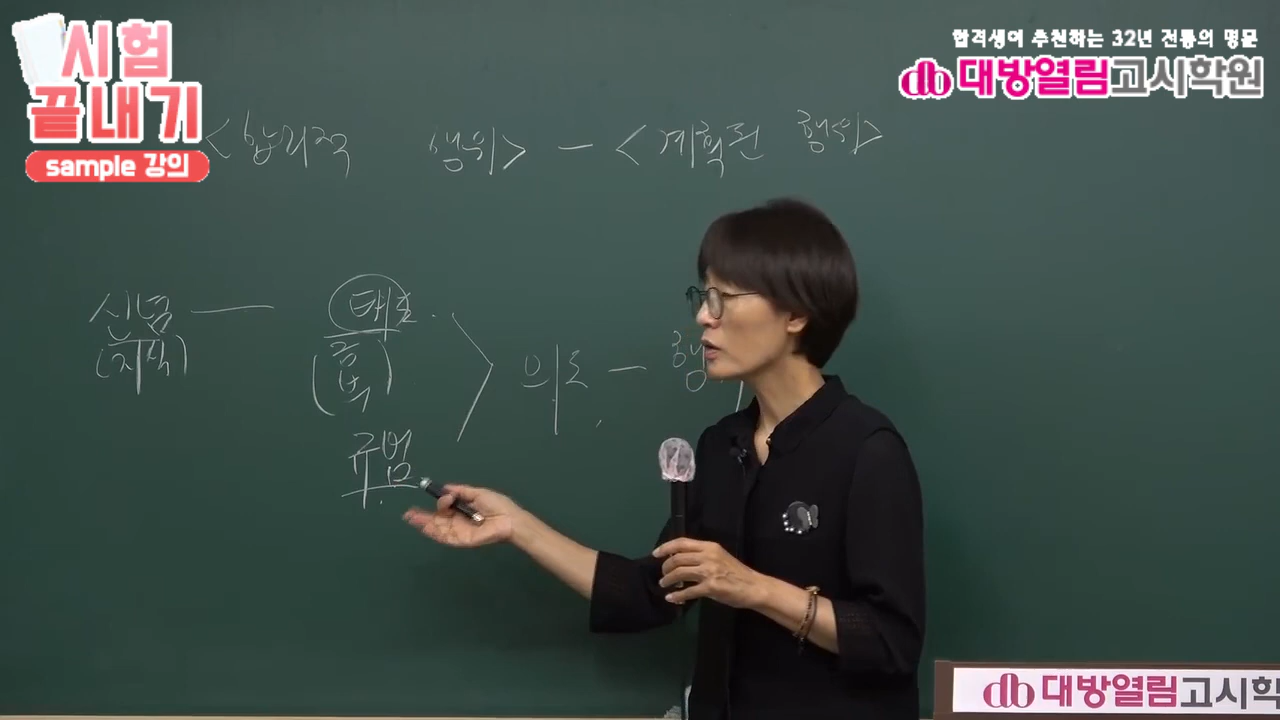 시험
끝내기
sample 강의
합격생이 추천하는 32년 전통의 명문
대방열림고시학원
<합리적 행위> - <계획된 행위>
신념 — 태도
(지식)
(긍
부)
의도 - 행
규범
대방열림고시학